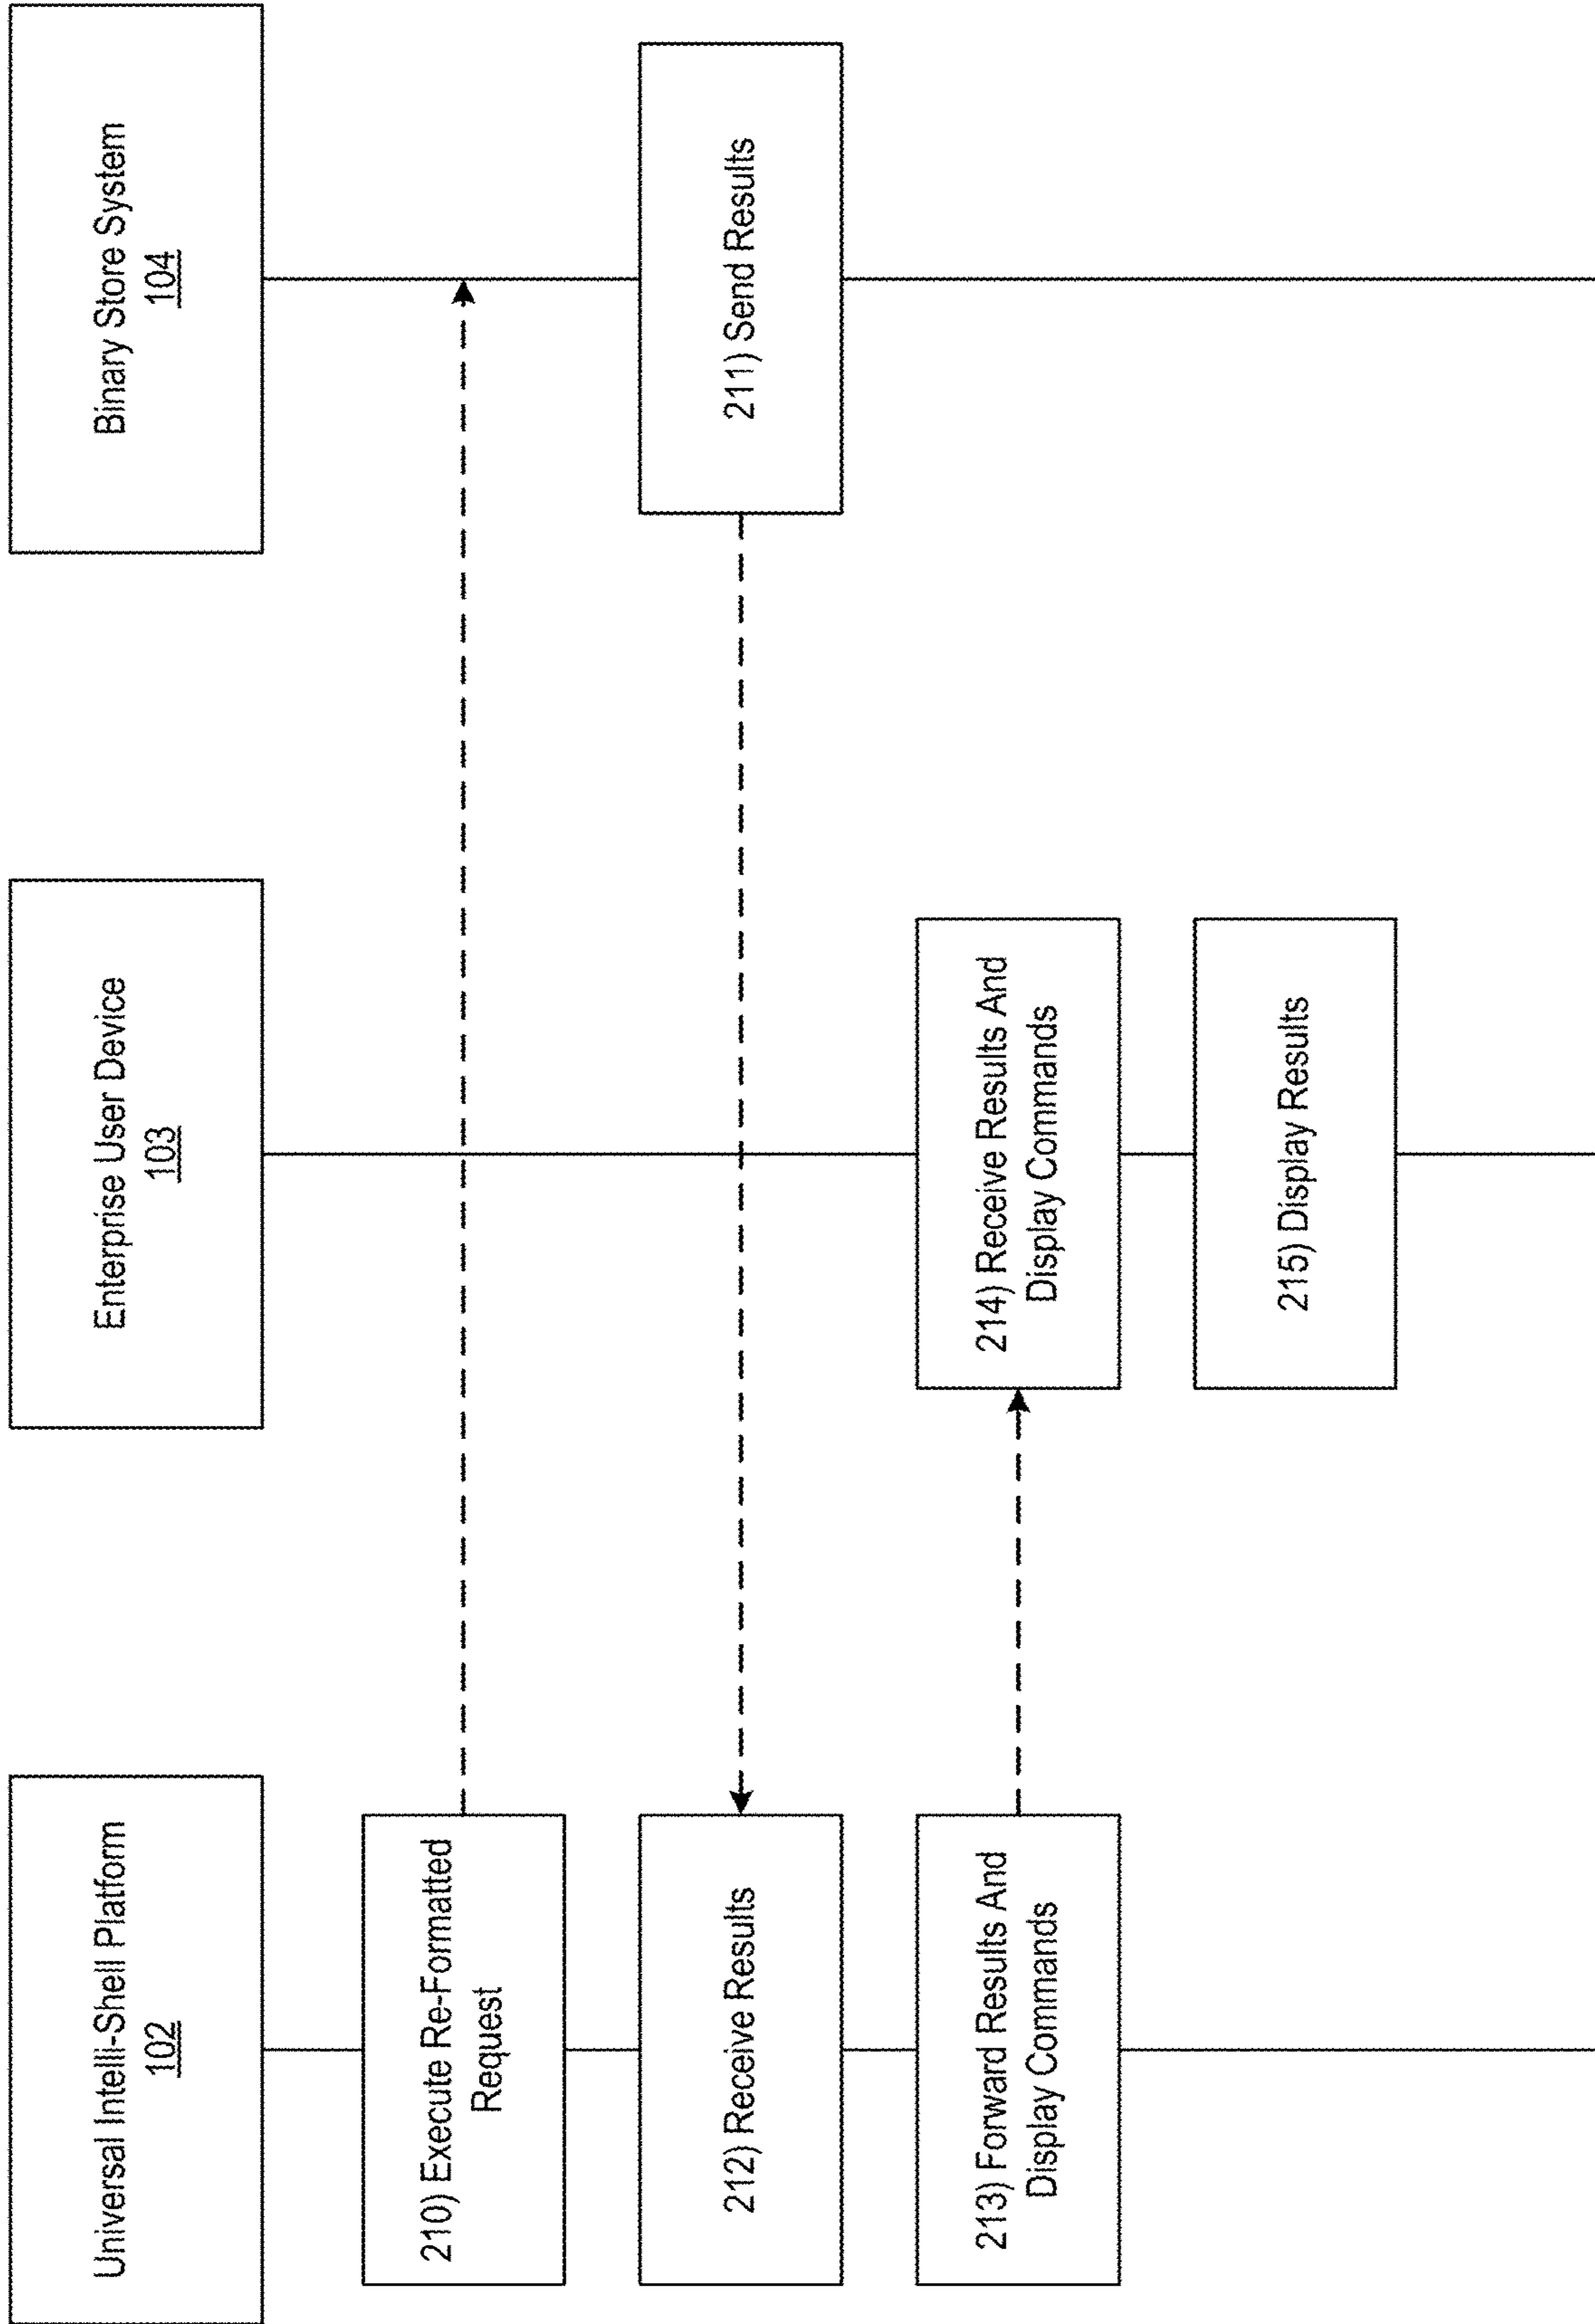 Universal Intelli-Shell Platform
102
Enterprise User Device
103
Binary Store System
104
210) Execute Re-Formatted
Request
211) Send Results
212) Receive Results
213) Forward Results And
Display Commands
214) Receive Results And
Display Commands
215) Display Results